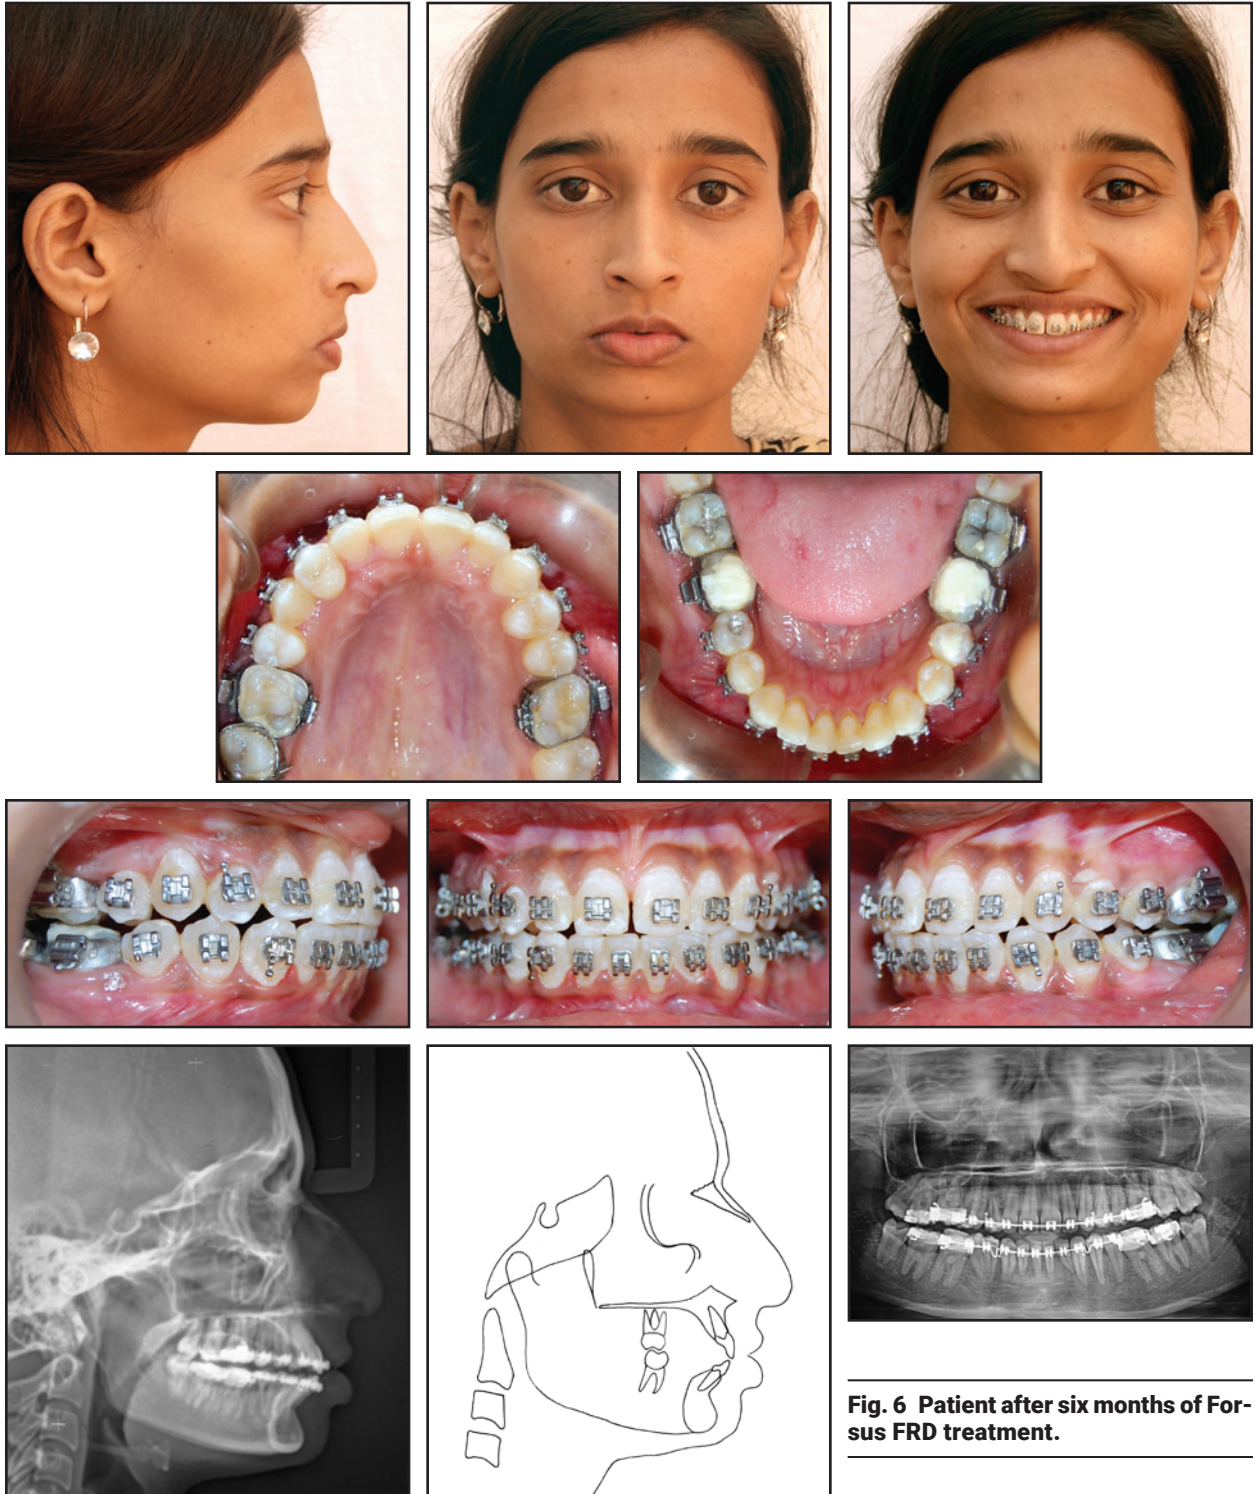 Fig. 6 Patient after six months of For-
sus FRD treatment.